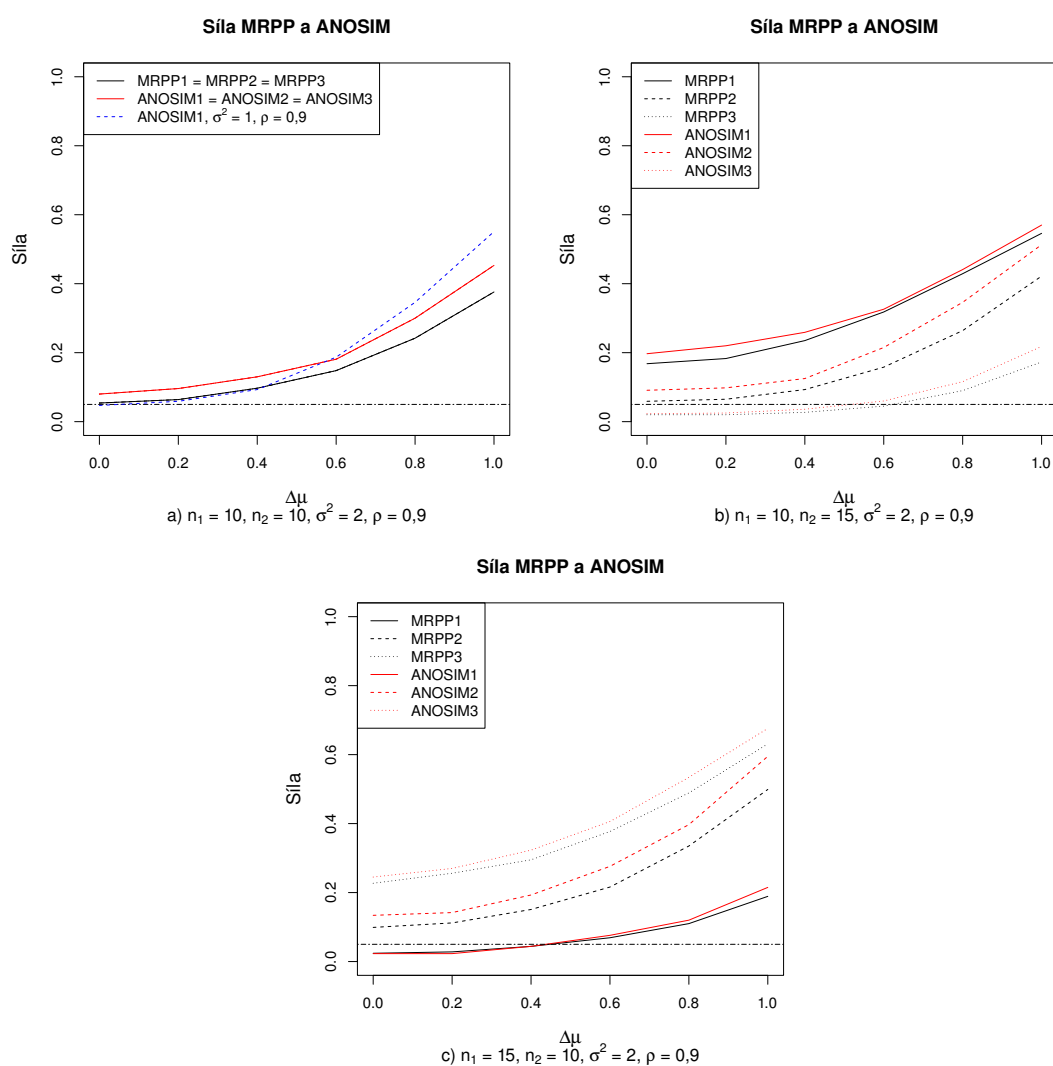 Síla MRPP a ANOSIM
MRPP1 = MRPP2 = MRPP3
ANOSIM1 = ANOSIM2 = ANOSIM3
ANOSIM1, σ² = 1, ρ = 0,9
Síla
1.0
0.8
0.6
0.4
0.2
0.0
0.0 0.2 0.4 0.6 0.8 1.0
Δμ
a) n₁ = 10, n₂ = 10, σ² = 2, ρ = 0,9
Síla MRPP a ANOSIM
MRPP1
MRPP2
MRPP3
ANOSIM1
ANOSIM2
ANOSIM3
Síla
1.0
0.8
0.6
0.4
0.2
0.0
0.0 0.2 0.4 0.6 0.8 1.0
Δμ
b) n₁ = 10, n₂ = 15, σ² = 2, ρ = 0,9
Síla MRPP a ANOSIM
MRPP1
MRPP2
MRPP3
ANOSIM1
ANOSIM2
ANOSIM3
Síla
1.0
0.8
0.6
0.4
0.2
0.0
0.0 0.2 0.4 0.6 0.8 1.0
Δμ
c) n₁ = 15, n₂ = 10, σ² = 2, ρ = 0,9